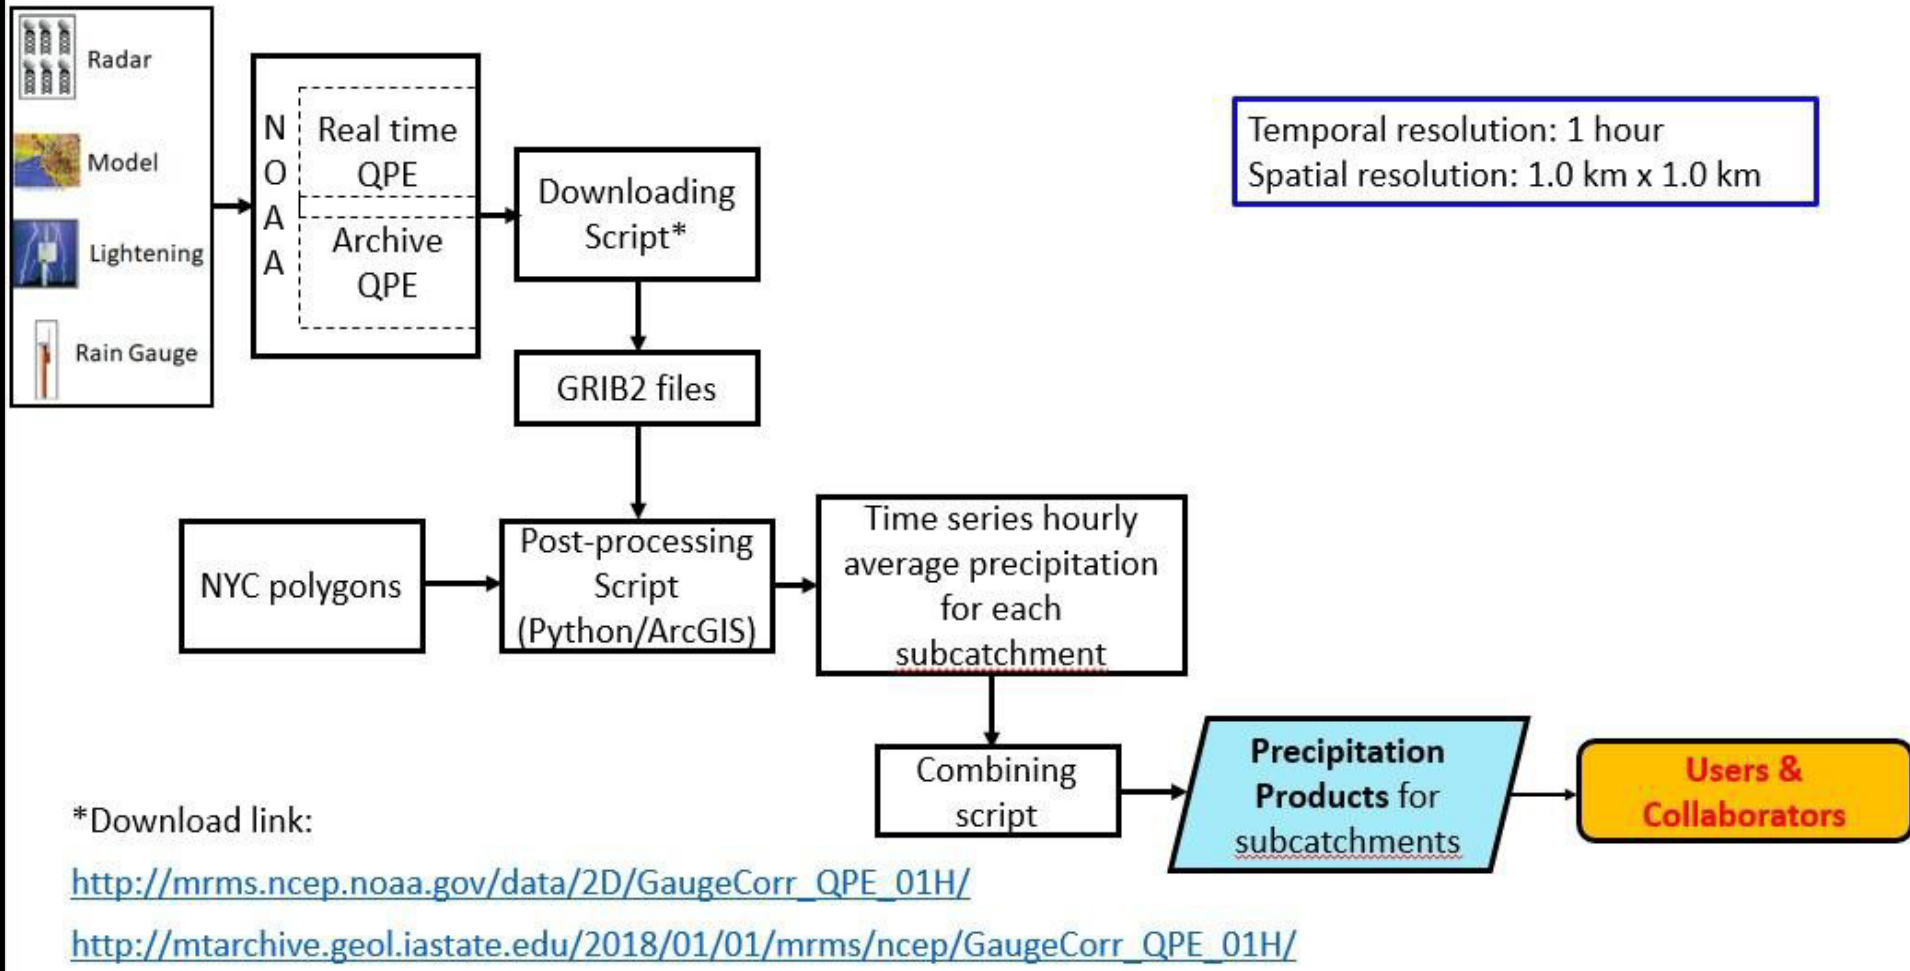 Radar
Model
Lightening
Rain Gauge
N
O
A
A
Real time
QPE
Archive
QPE
Downloading
Script*
Temporal resolution: 1 hour
Spatial resolution: 1.0 km x 1.0 km
GRIB2 files
NYC polygons
Post-processing
Script
(Python/ArcGIS)
Time series hourly
average precipitation
for each
subcatchment
Combining
script
Precipitation
Products for
subcatchments
Users &
Collaborators
*Download link:
http://mrms.ncep.noaa.gov/data/2D/GaugeCorr_QPE_01H/
http://mtarchive.geol.iastate.edu/2018/01/01/mrms/ncep/GaugeCorr_QPE_01H/